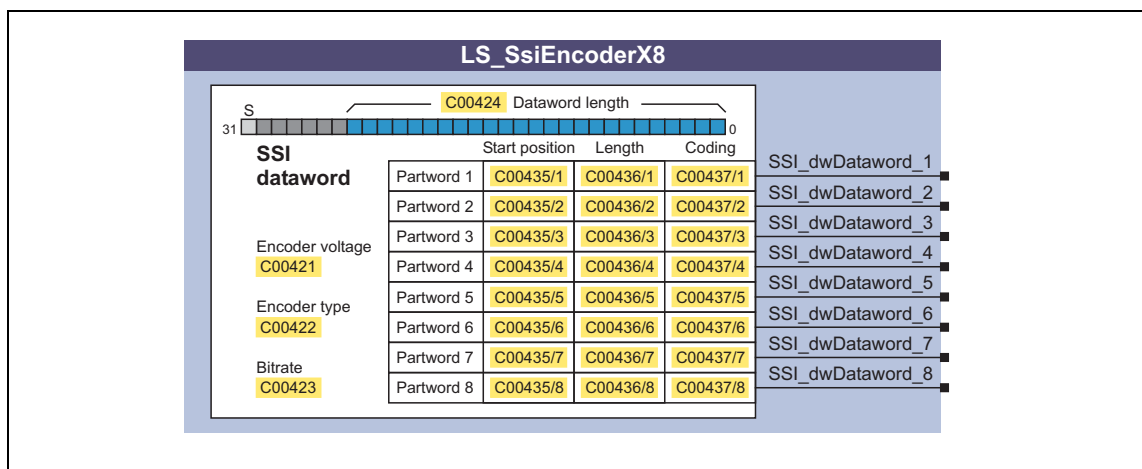 LS_SsiEncoderX8
S
C00424 Dataword length
31 0
SSI dataword
Start position Length Coding
Partword 1 C00435/1 C00436/1 C00437/1 SSI_dwDataword_1
Partword 2 C00435/2 C00436/2 C00437/2 SSI_dwDataword_2
Partword 3 C00435/3 C00436/3 C00437/3 SSI_dwDataword_3
Encoder voltage
C00421
Partword 4 C00435/4 C00436/4 C00437/4 SSI_dwDataword_4
Partword 5 C00435/5 C00436/5 C00437/5 SSI_dwDataword_5
Encoder type
C00422
Partword 6 C00435/6 C00436/6 C00437/6 SSI_dwDataword_6
Partword 7 C00435/7 C00436/7 C00437/7 SSI_dwDataword_7
Bitrate
C00423
Partword 8 C00435/8 C00436/8 C00437/8 SSI_dwDataword_8